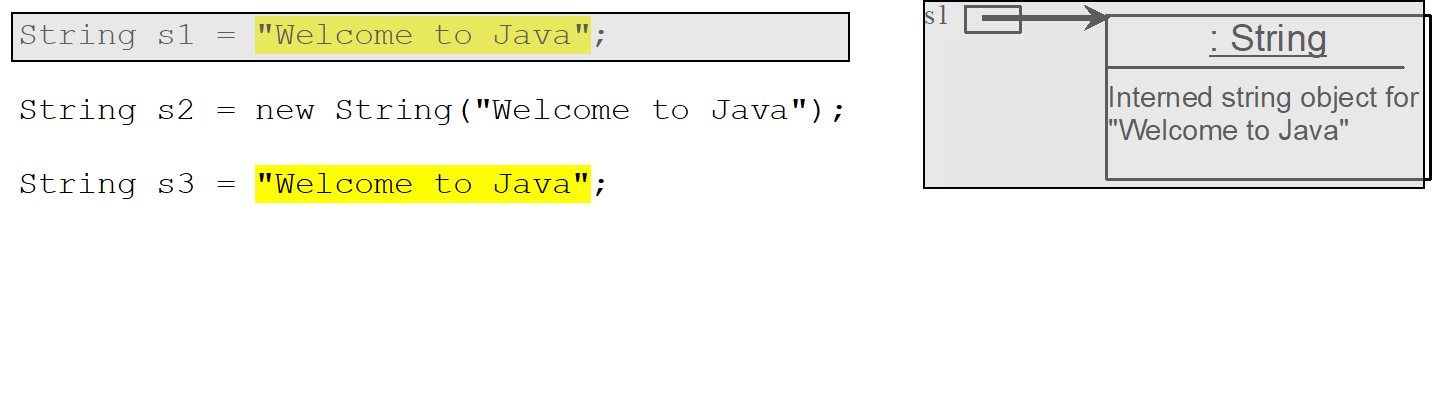 String s1 = "Welcome to Java";
String s2 = new String("Welcome to Java");
String s3 = "Welcome to Java";
s1
: String
Interned string object for
"Welcome to Java"